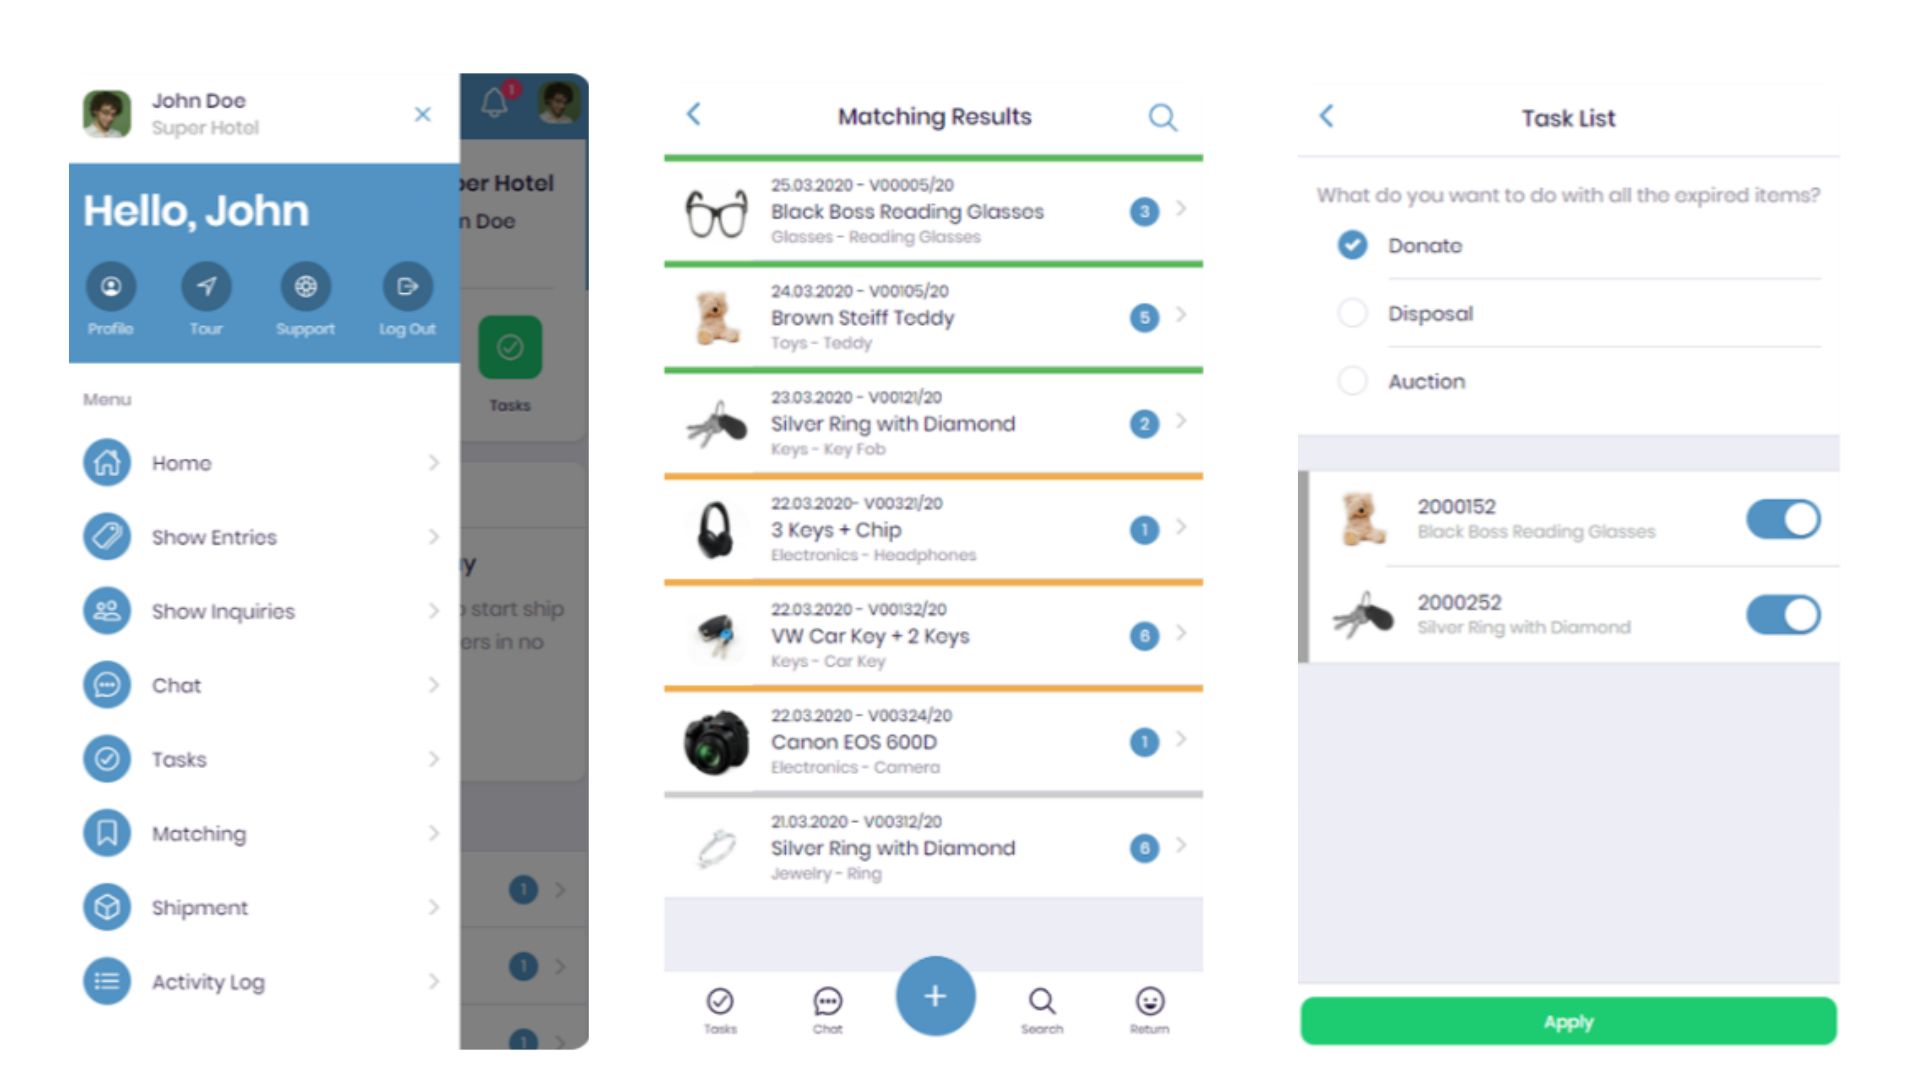 John Doe
Super Hotel
1
Hello, John
Profile
Tour
Support
Log Out
Menu
Home
Show Entries
Show Inquiries
Chat
Tasks
Matching
Shipment
Activity Log
Hotel
Doe
Tasks
start ship
in no
1
1
1
Matching Results
25.03.2020 - V00005/20
Black Boss Reading Glasses
Glasses - Reading Glasses
3
24.03.2020 - V00105/20
Brown Steiff Teddy
Toys - Teddy
5
23.03.2020 - V00121/20
Silver Ring with Diamond
Keys - Key Fob
2
22.03.2020- V00321/20
3 Keys + Chip
Electronics - Headphones
1
22.03.2020 - V00132/20
VW Car Key + 2 Keys
Keys - Car Key
6
22.03.2020 - V00324/20
Canon EOS 600D
Electronics - Camera
1
21.03.2020 - V00312/20
Silver Ring with Diamond
Jewelry - Ring
6
Tasks
Chat
+
Search
Return
Task List
What do you want to do with all the expired items?
Donate
Disposal
Auction
2000152
Black Boss Reading Glasses
2000252
Silver Ring with Diamond
Apply